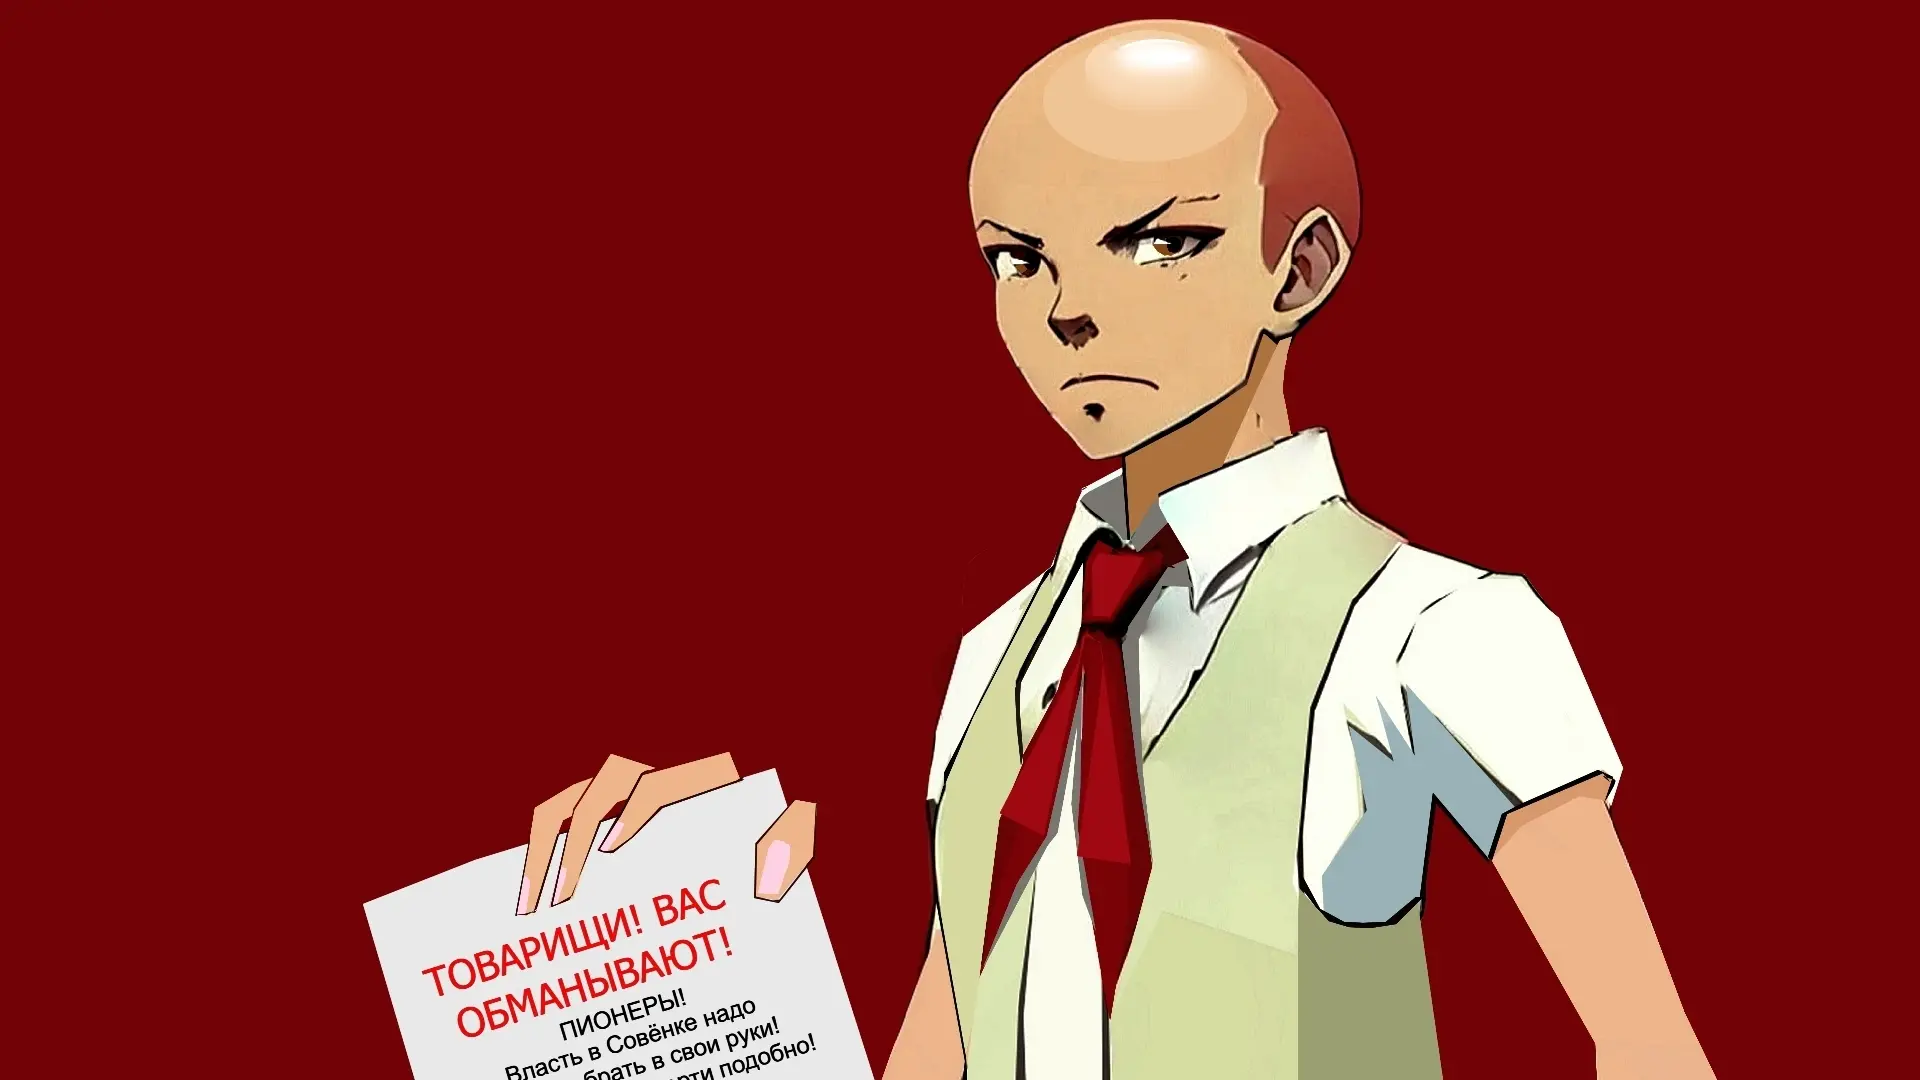 ТОВАРИЩИ! ВАС
ОБМАНЫВАЮТ!
ПИОНЕРЫ!
Власть в Совёнке надо
брать в свои руки!
подобно!